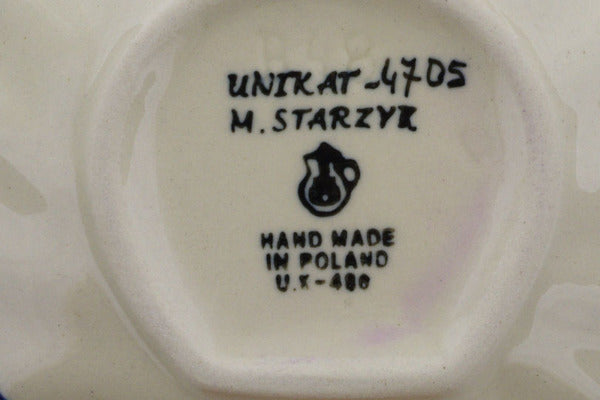 UNIKAT-4705
M. STARZYK
HAND MADE
IN POLAND